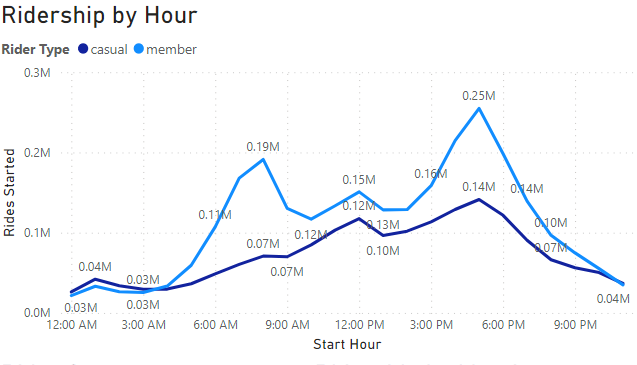 Ridership by Hour
Rider Type casual member
0.3M
0.2M
0.1M
0.0M
Rides Started
0.03M
0.04M
0.03M
0.03M
0.11M
0.19M
0.07M
0.07M
0.12M
0.15M
0.12M
0.13M
0.10M
0.16M
0.25M
0.14M
0.14M
0.10M
0.07M
0.04M
12:00 AM 3:00 AM 6:00 AM 9:00 AM 12:00 PM 3:00 PM 6:00 PM 9:00 PM
Start Hour